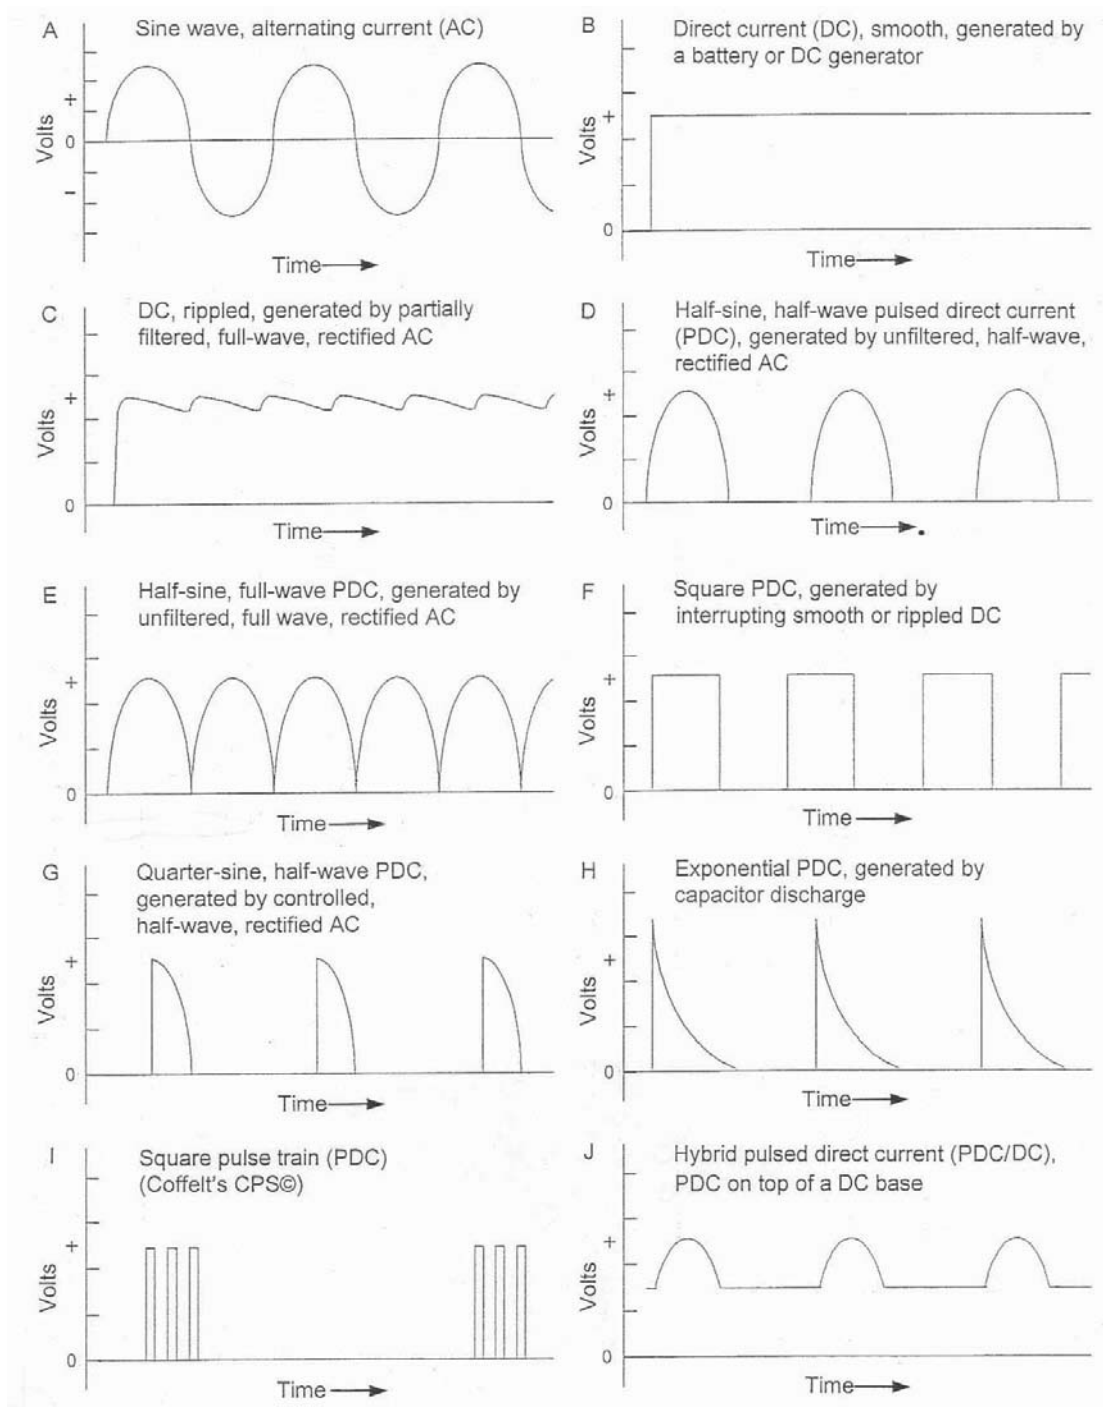 A
Sine wave, alternating current (AC)
+
Volts
0
–
Time
B
Direct current (DC), smooth, generated by
a battery or DC generator
+
Volts
0
Time
C
DC, rippled, generated by partially
filtered, full-wave, rectified AC
+
Volts
0
Time
D
Half-sine, half-wave pulsed direct current
(PDC), generated by unfiltered, half-wave,
rectified AC
+
Volts
0
Time
E
Half-sine, full-wave PDC, generated by
unfiltered, full wave, rectified AC
+
Volts
0
Time
F
Square PDC, generated by
interrupting smooth or rippled DC
+
Volts
0
Time
G
Quarter-sine, half-wave PDC,
generated by controlled,
half-wave, rectified AC
+
Volts
0
Time
H
Exponential PDC, generated by
capacitor discharge
+
Volts
0
Time
I
Square pulse train (PDC)
(Coffelt's CPS©)
+
Volts
0
Time
J
Hybrid pulsed direct current (PDC/DC),
PDC on top of a DC base
+
Volts
0
Time